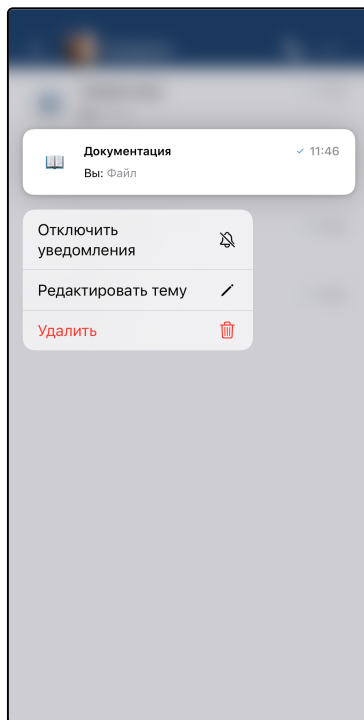 Документация 11:46
Вы: Файл
Отключить
уведомления
Редактировать тему
Удалить